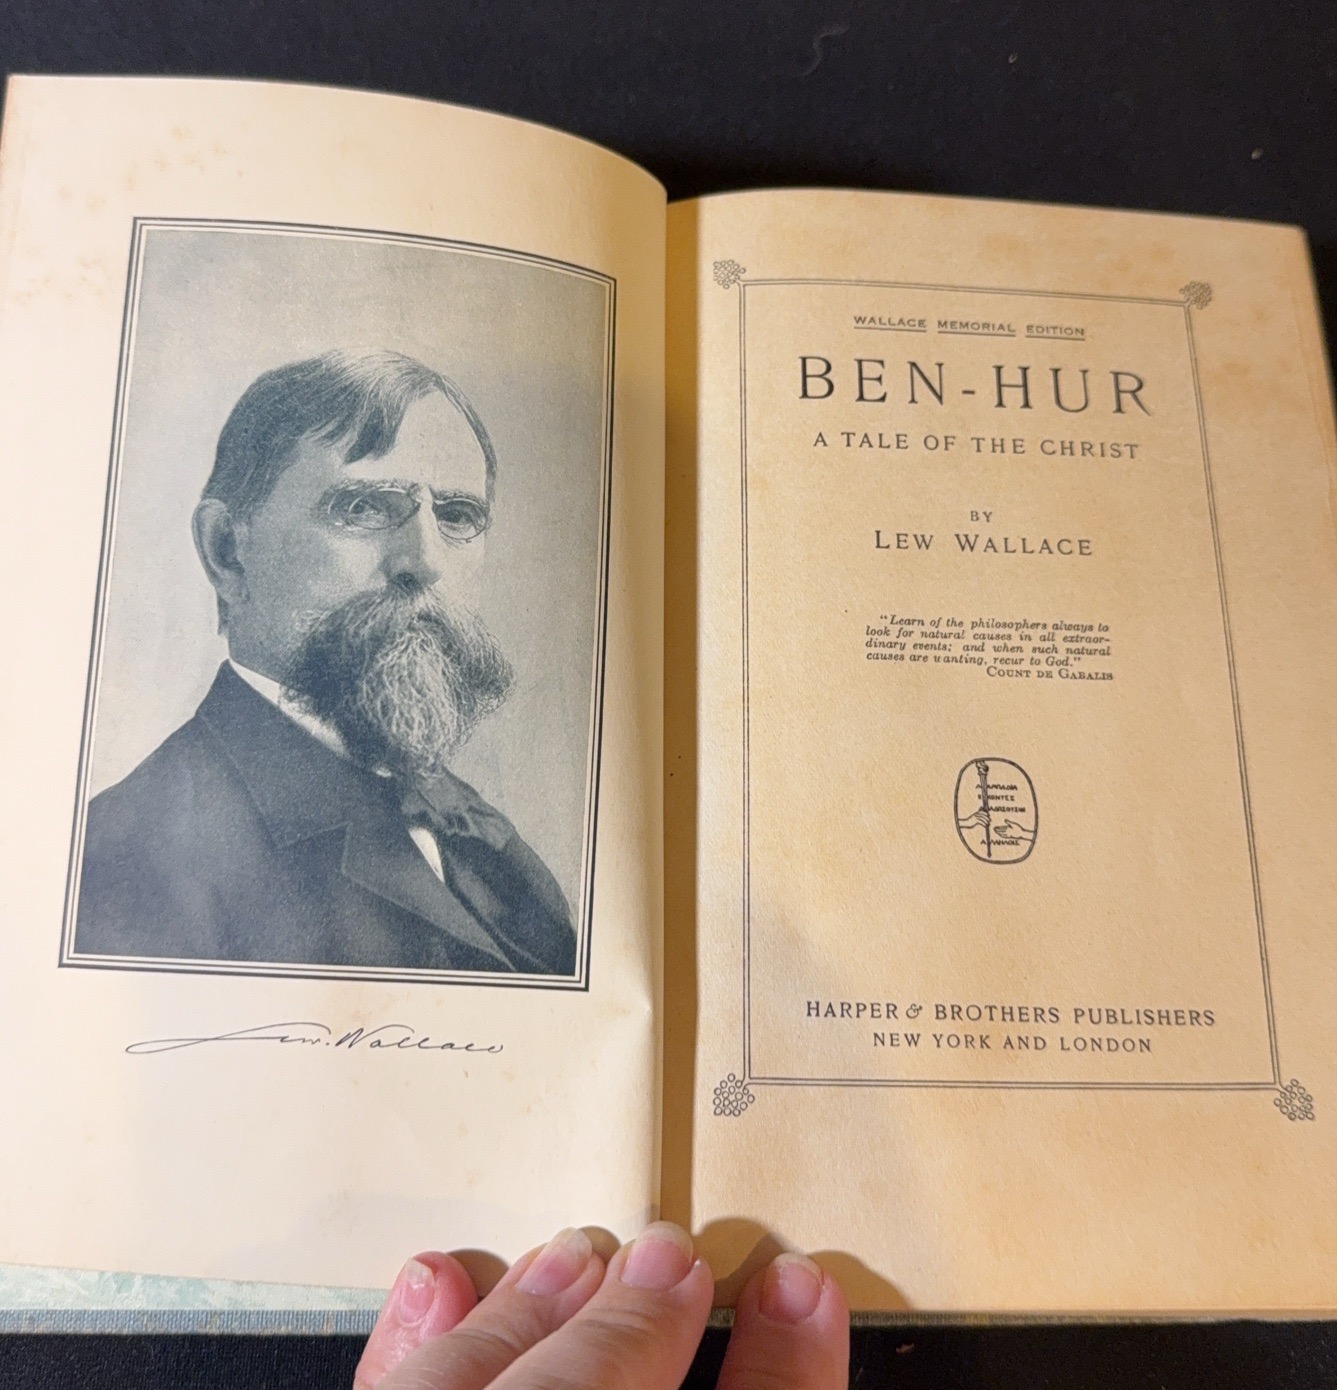 Lew. Wallace
WALLACE MEMORIAL EDITION
BEN-HUR
A TALE OF THE CHRIST
BY
LEW WALLACE
"Learn of the philosophers always to
look for natural causes in all extraor-
dinary events; and when such natural
causes are wanting, recur to God."
COUNT DE GABALIS
HARPER & BROTHERS PUBLISHERS
NEW YORK AND LONDON